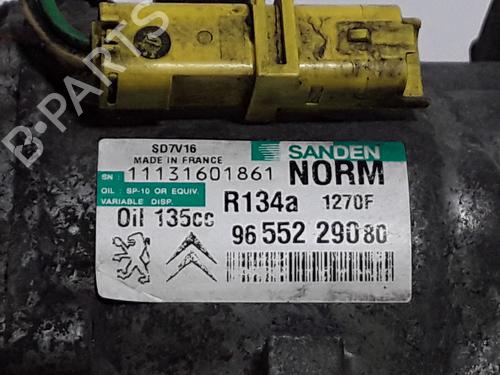 SD7V16
MADE IN FRANCE
SANDEN
SN : 11131601861
NORM
OIL : SP-10 OR EQUIV.
VARIABLE DISP.
R134a 1270F
Oil 135cc
96 552 290 80
B-PARTS